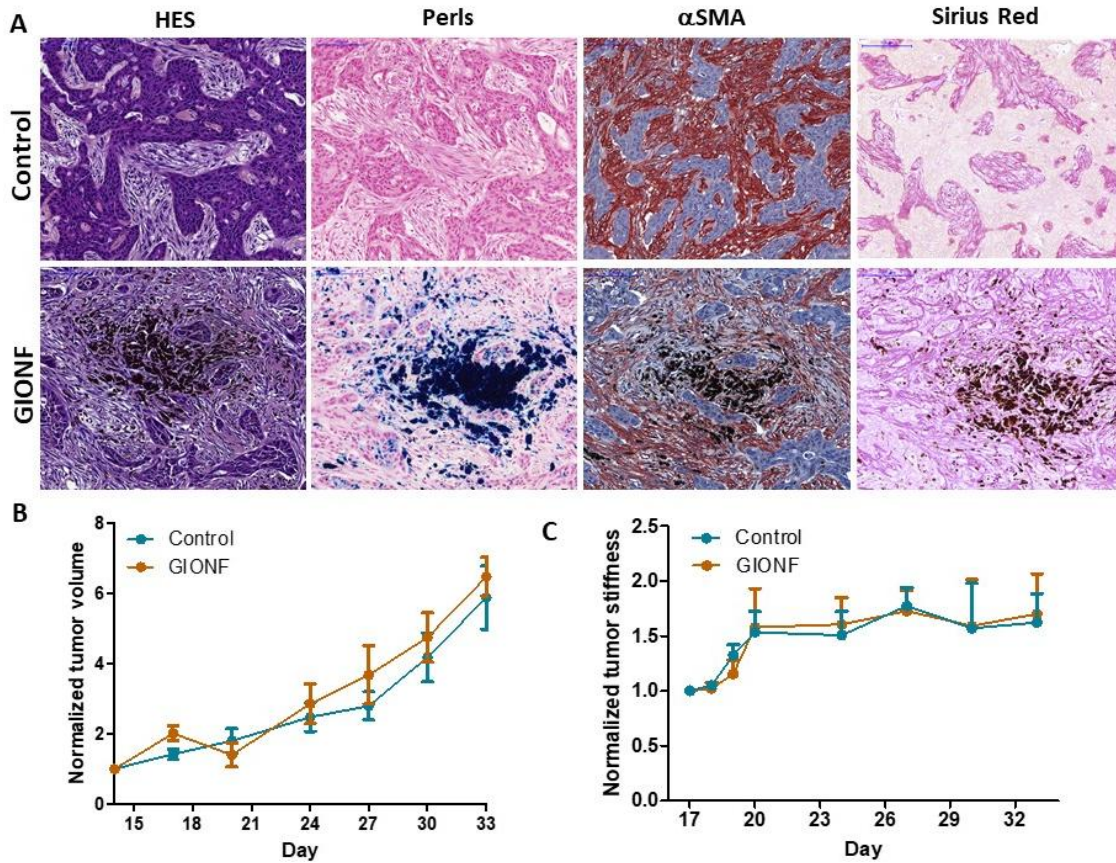 A
HES
Perls
αSMA
Sirius Red
Control
GIONF
B
Control
GIONF
Normalized tumor volume
8
6
4
2
0
15
18
21
24
27
30
33
Day
C
Control
GIONF
Normalized tumor stiffness
2.5
2.0
1.5
1.0
0.5
0.0
17
20
23
26
29
32
Day